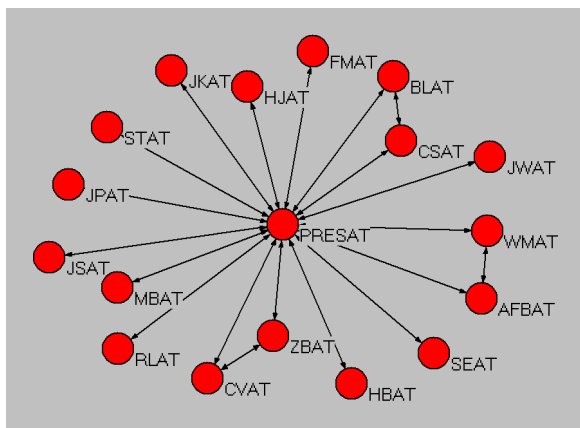 FMAT
JKAT
HJAT
BLAT
STAT
CSAT
JWAT
JPAT
PRESAT
WMAT
JSAT
MBAT
AFBAT
ZBAT
RLAT
SEAT
CVAT
HBAT